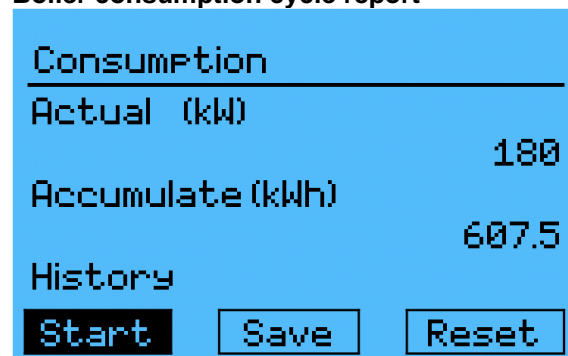 Boiler consumption cycle report
Consumption
Actual (kW)
180
Accumulate (kWh)
607.5
History
Start Save Reset